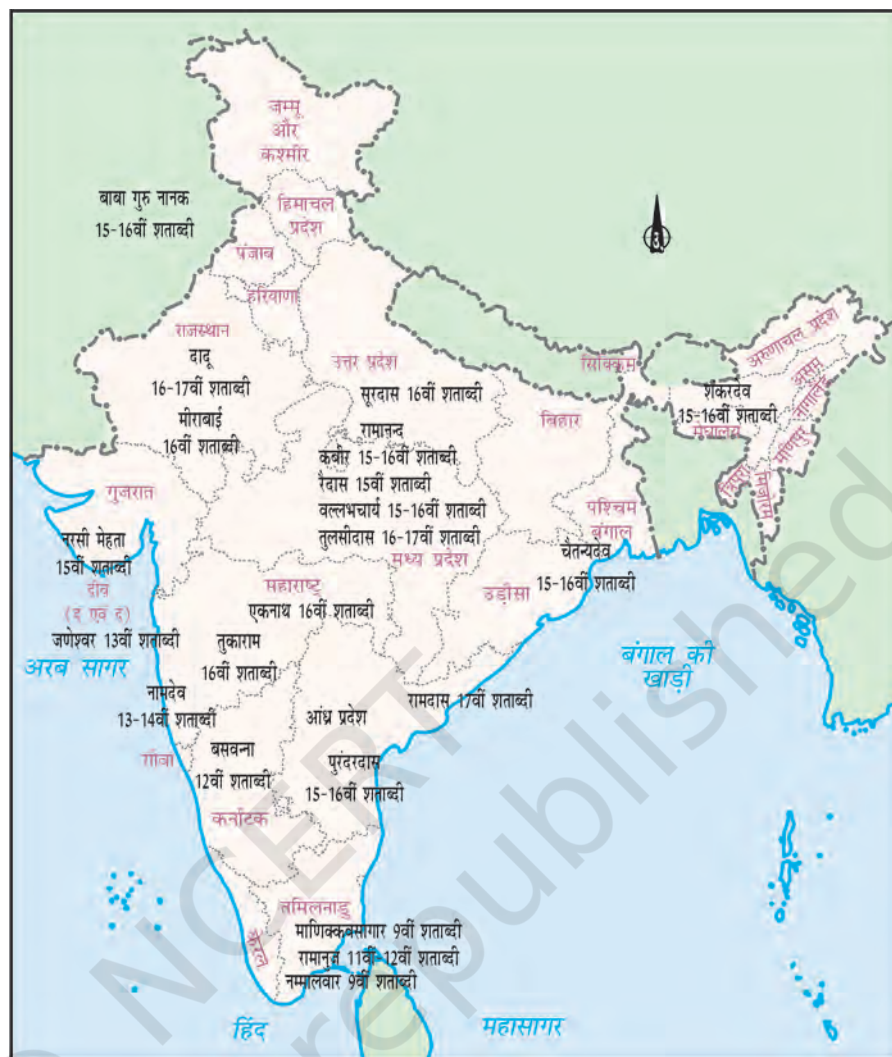 जम्मू
और
कश्मीर
बाबा गुरु नानक
15-16वीं शताब्दी
हिमाचल
प्रदेश
पंजाब
हरियाणा
राजस्थान
दादू
16-17वीं शताब्दी
मीराबाई
16वीं शताब्दी
उत्तर प्रदेश
सूरदास 16वीं शताब्दी
रामानन्द
कबीर 15-16वीं शताब्दी
रैदास 15वीं शताब्दी
वल्लभचार्य 15-16वीं शताब्दी
तुलसीदास 16-17वीं शताब्दी
मध्य प्रदेश
सिक्किम
अरुणाचल प्रदेश
असम
नागालैंड
शंकरदेव
15-16वीं शताब्दी
मेघालय
मणिपुर
त्रिपुरा
मिज़ोरम
बिहार
पश्चिम
बंगाल
चैतन्यदेव
15-16वीं शताब्दी
उड़ीसा
गुजरात
नरसी मेहता
15वीं शताब्दी
दीव
(द एवं द)
जणेश्वर 13वीं शताब्दी
अरब सागर
महाराष्ट्र
एकनाथ 16वीं शताब्दी
तुकाराम
16वीं शताब्दी
नामदेव
13-14वीं शताब्दी
रामदास 17वीं शताब्दी
बंगाल की
खाड़ी
आंध्र प्रदेश
गोवा
बसवन्ना
12वीं शताब्दी
पुरंदरदास
15-16वीं शताब्दी
कर्नाटक
तमिलनाडु
केरल
माणिक्कवसागार 9वीं शताब्दी
रामानुज 11वीं-12वीं शताब्दी
नम्मालवार 9वीं शताब्दी
हिंद
महासागर
NCERT
republished